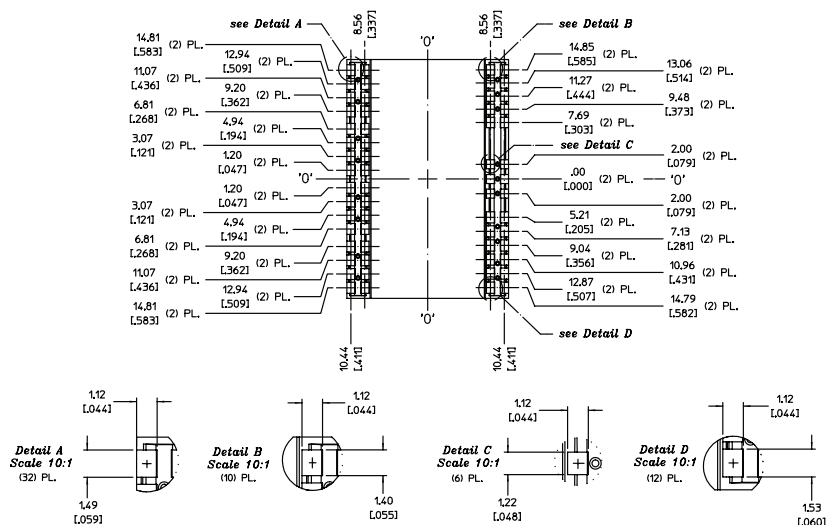 see Detail A
8.56
[.337]
'0'
8.56
[.337]
see Detail B
14.81
[.583] (2) PL.
12.94
[.509] (2) PL.
11.07
[.436] (2) PL.
9.20
[.362] (2) PL.
6.81
[.268] (2) PL.
4.94
[.194] (2) PL.
3.07
[.121] (2) PL.
1.20
[.047] (2) PL.
'0'
1.20
[.047] (2) PL.
3.07
[.121] (2) PL.
4.94
[.194] (2) PL.
6.81
[.268] (2) PL.
9.20
[.362] (2) PL.
11.07
[.436] (2) PL.
12.94
[.509] (2) PL.
14.81
[.583] (2) PL.
14.85
[.585] (2) PL.
13.06
[.514] (2) PL.
11.27
[.444] (2) PL.
9.48
[.373] (2) PL.
7.69
[.303] (2) PL.
see Detail C
2.00
[.079] (2) PL.
.00
[.000] (2) PL.
'0'
2.00
[.079] (2) PL.
5.21
[.205] (2) PL.
7.13
[.281] (2) PL.
9.04
[.356] (2) PL.
10.96
[.431] (2) PL.
12.87
[.507] (2) PL.
14.79
[.582] (2) PL.
'0'
see Detail D
10.44
[.411]
10.44
[.411]
Detail A
Scale 10:1
(32) PL.
1.12
[.044]
1.49
[.059]
Detail B
Scale 10:1
(10) PL.
1.12
[.044]
1.40
[.055]
Detail C
Scale 10:1
(6) PL.
1.12
[.044]
1.22
[.048]
Detail D
Scale 10:1
(12) PL.
1.12
[.044]
1.53
[.060]